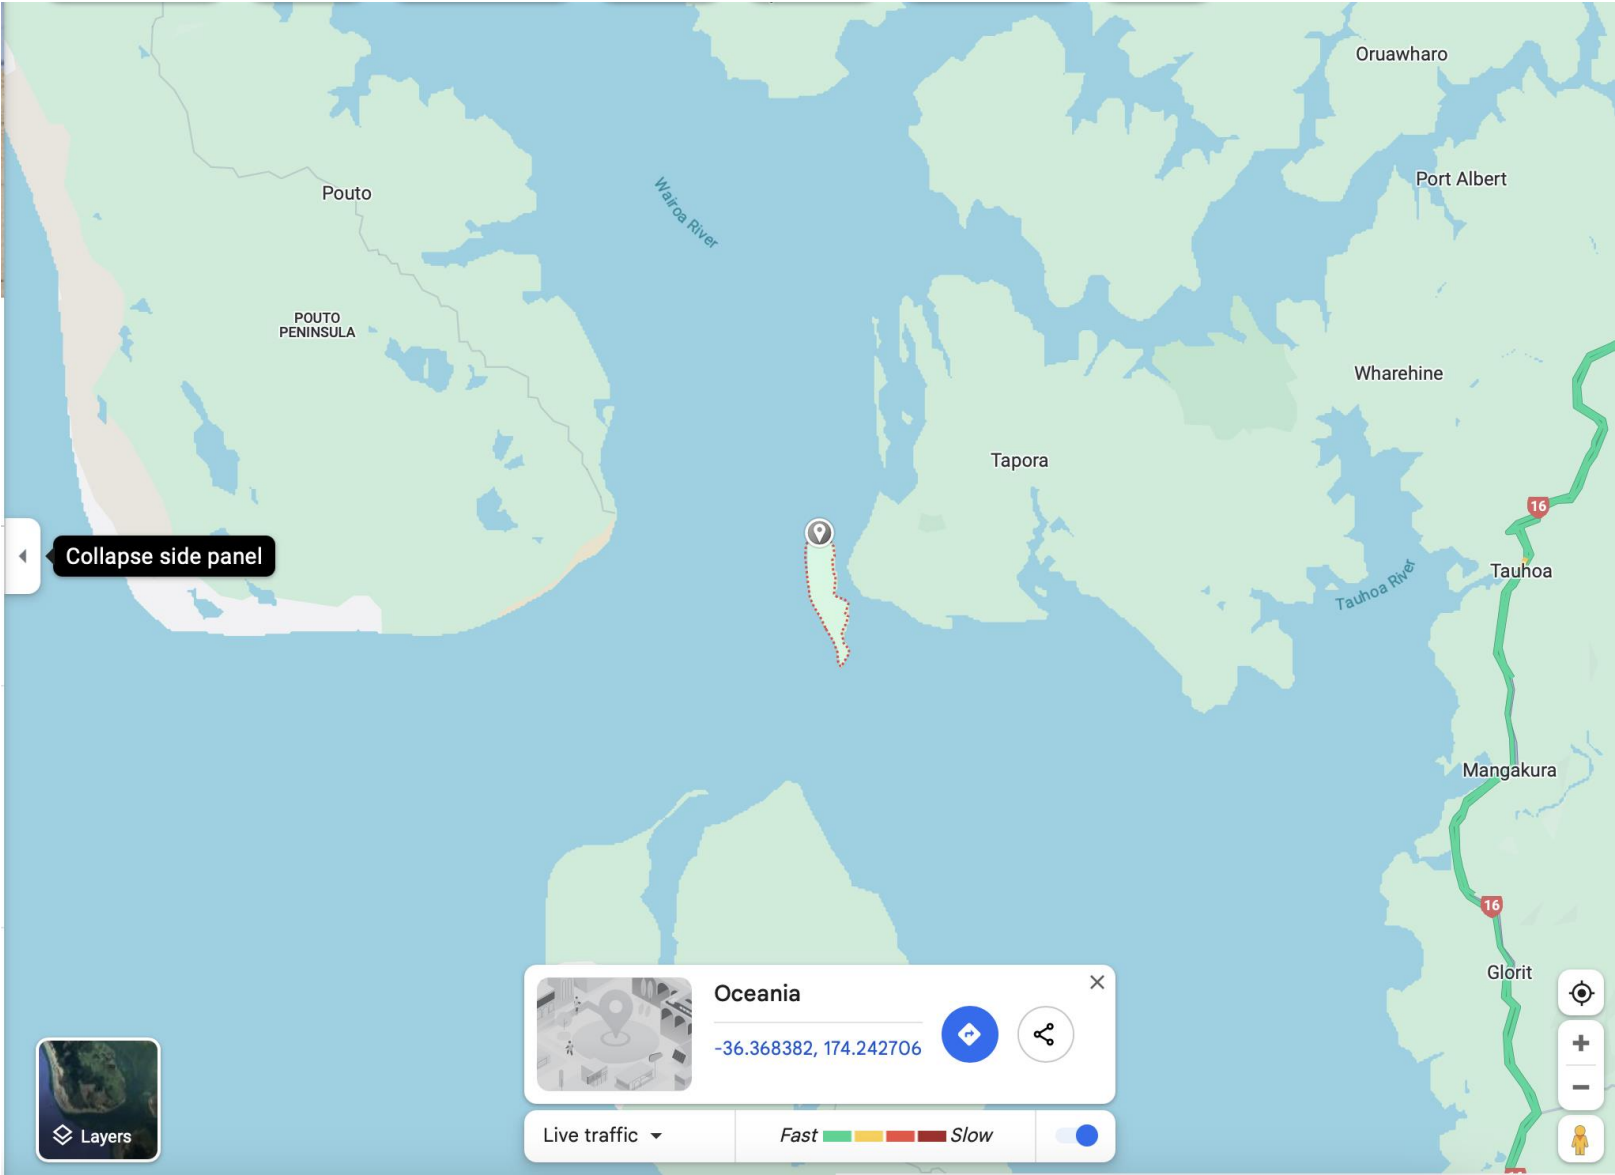 Oruawharo
Port Albert
Pouto
Wairoa River
POUTO
PENINSULA
Wharehine
Tapora
16
Collapse side panel
Tauhoa
Tauhoa River
Mangakura
16
Glorit
Oceania
-36.368382, 174.242706
Layers
Live traffic
Fast
Slow